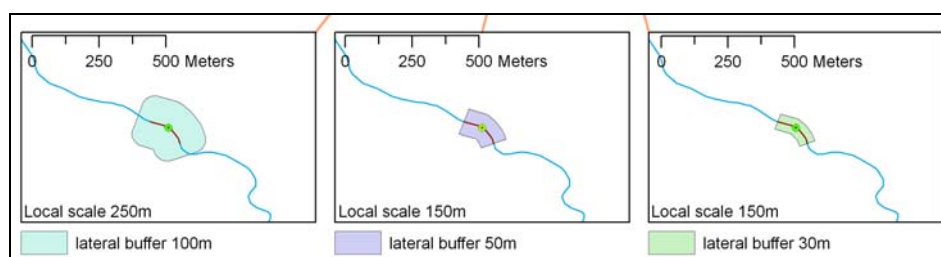 0 250 500 Meters
Local scale 250m
lateral buffer 100m
0 250 500 Meters
Local scale 150m
lateral buffer 50m
0 250 500 Meters
Local scale 150m
lateral buffer 30m